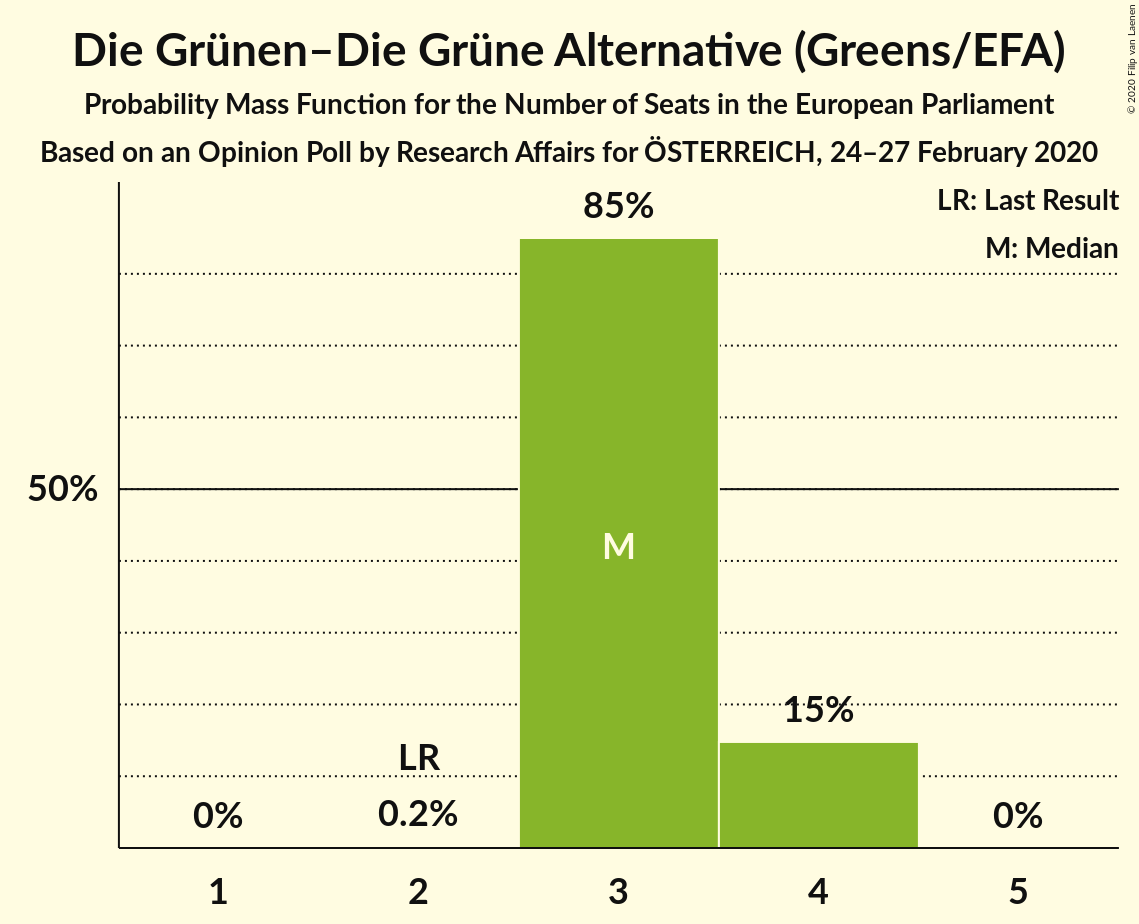 Die Grünen–Die Grüne Alternative (Greens/EFA)
Probability Mass Function for the Number of Seats in the European Parliament
Based on an Opinion Poll by Research Affairs for ÖSTERREICH, 24–27 February 2020
© 2020 Filip van Laenen
LR: Last Result
M: Median
85%
50%
M
15%
LR
0%
0.2%
0%
1
2
3
4
5